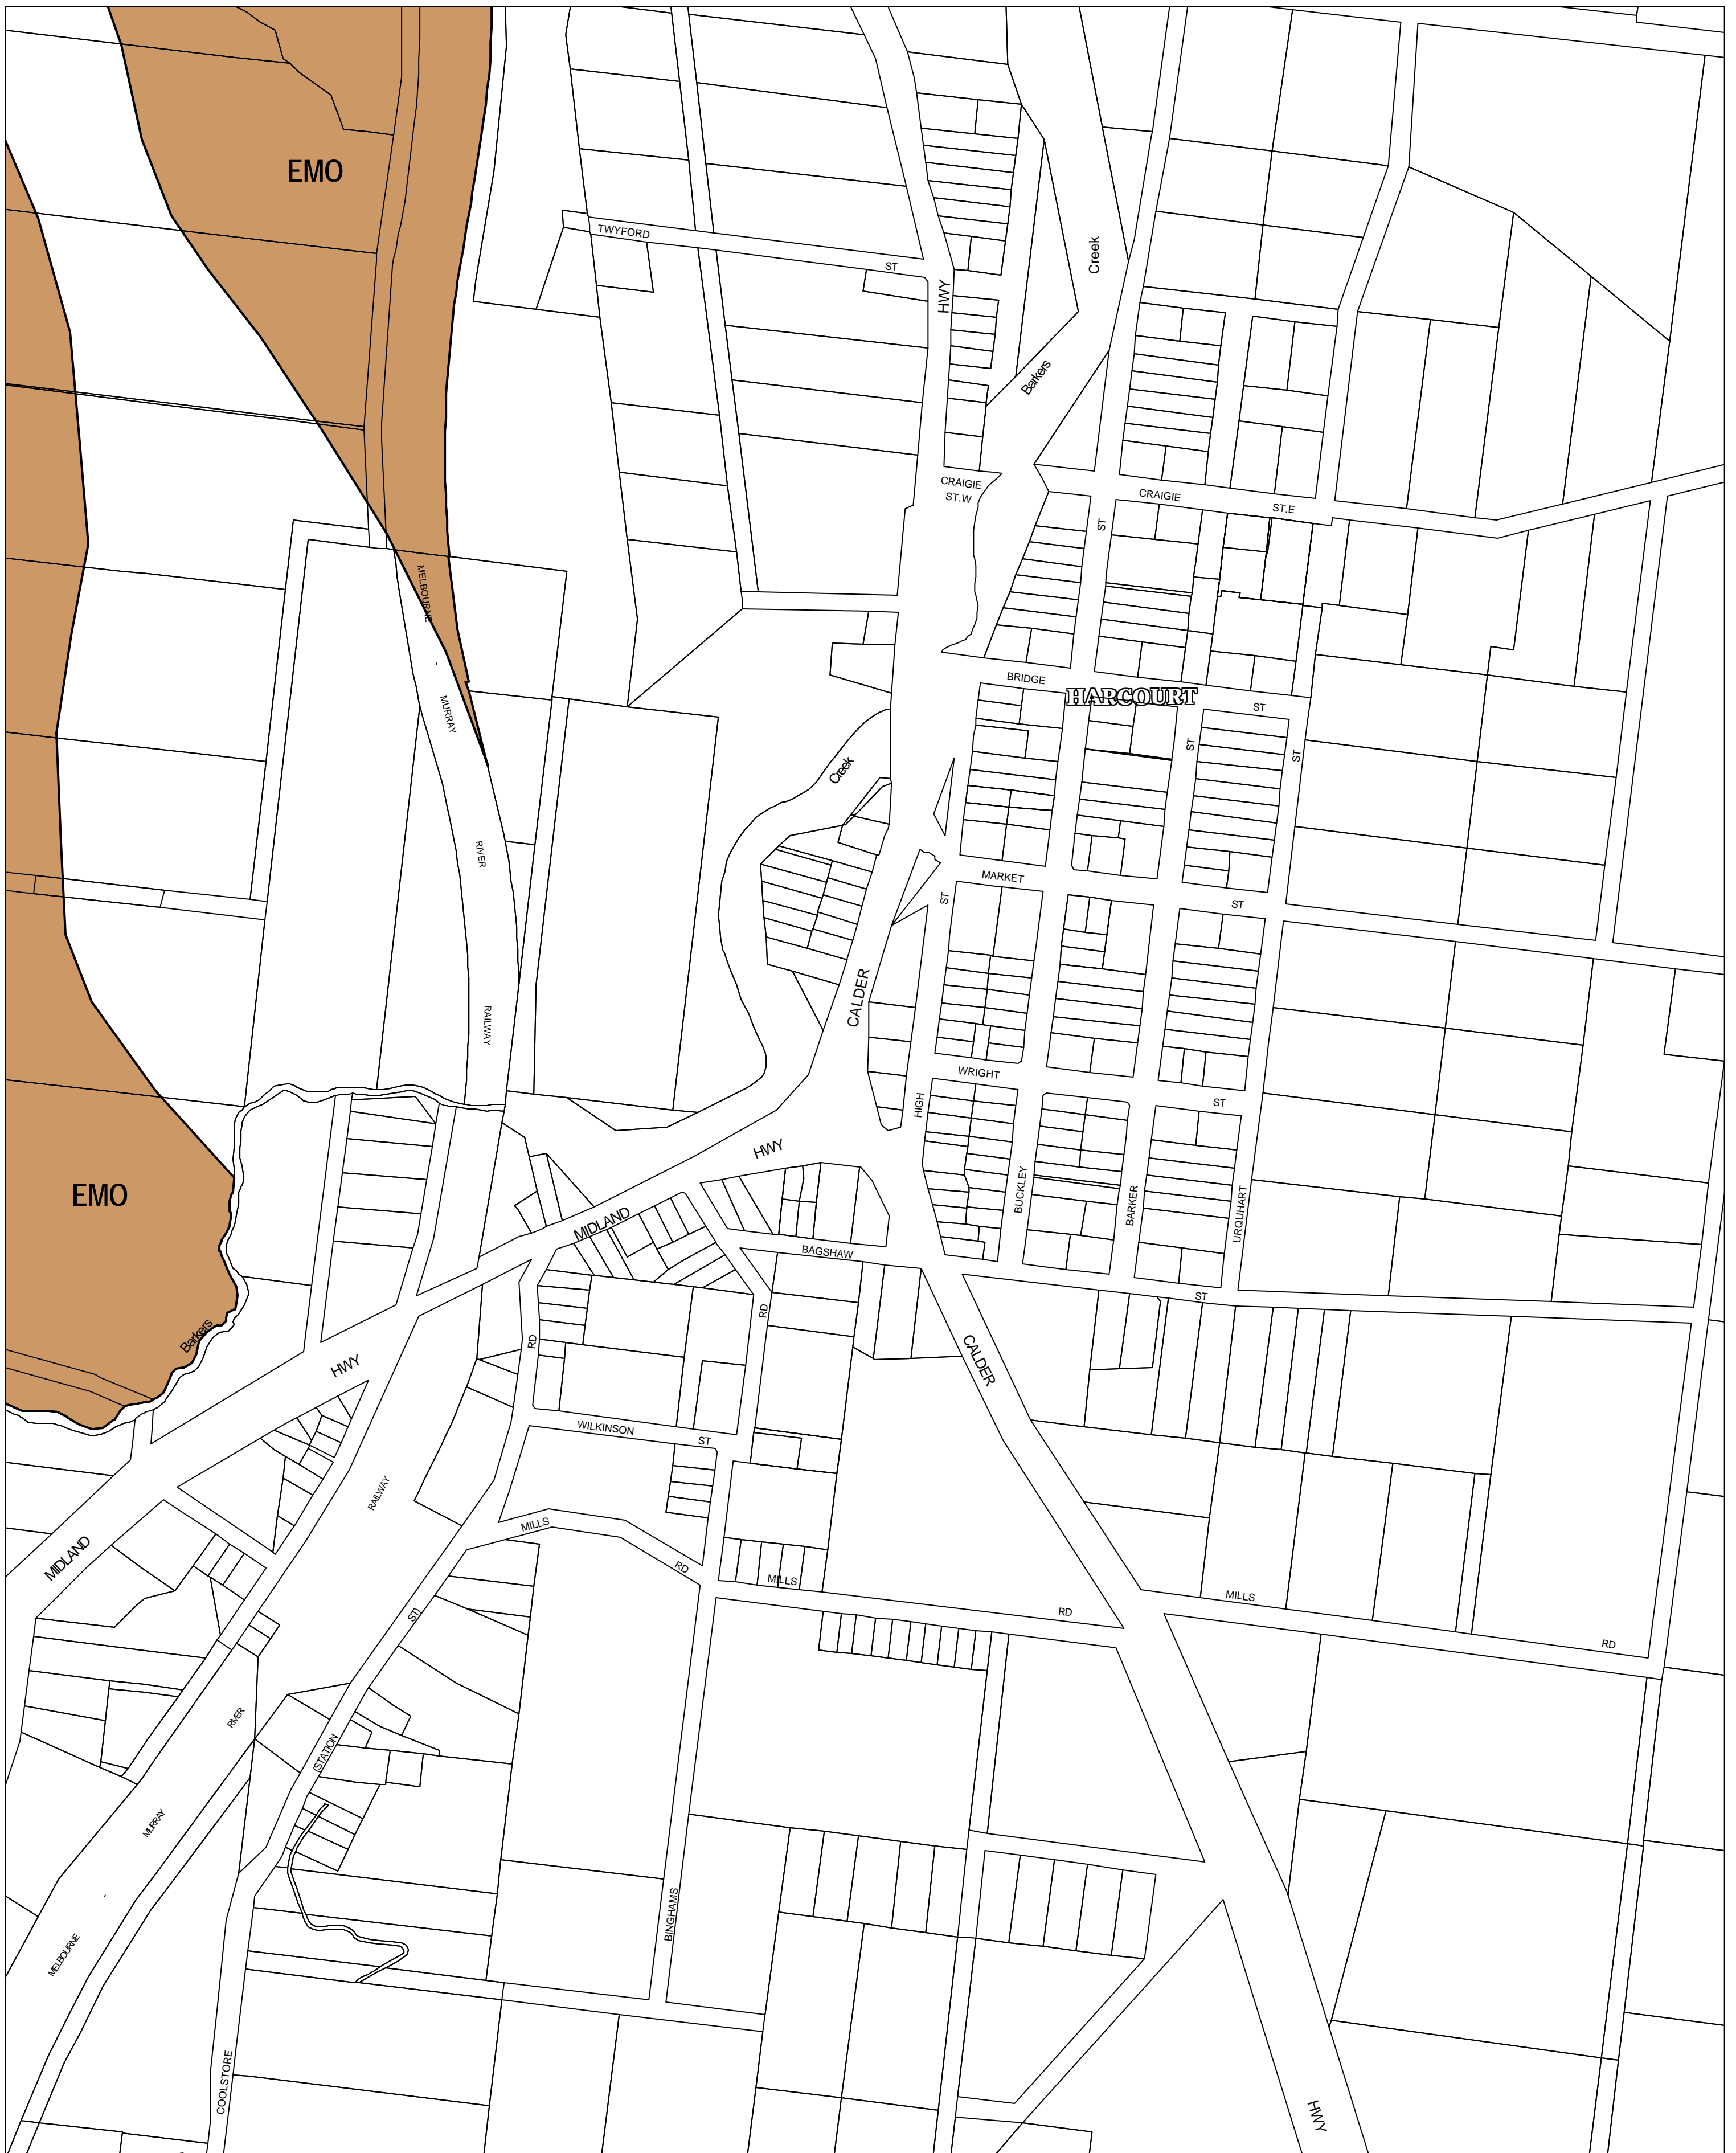 EMO
TWYFORD
ST
HWY
Creek
Barkers
CRAIGIE
ST.W
CRAIGIE
ST.E
ST
MELBOURNE
-
MURRAY
RIVER
RAILWAY
BRIDGE
HARCOURT
ST
ST
ST
Creek
MARKET
ST
ST
CALDER
WRIGHT
ST
HIGH
HWY
BUCKLEY
BARKER
URQUHART
EMO
MIDLAND
BAGSHAW
ST
RD
RD
Barkers
HWY
CALDER
WILKINSON
ST
RAILWAY
MILLS
RD
MIDLAND
MILLS
RD
MILLS
RD
ST)
(STATION
RIVER
MURRAY
-
MELBOURNE
BINGHAMS
COOLSTORE
HWY